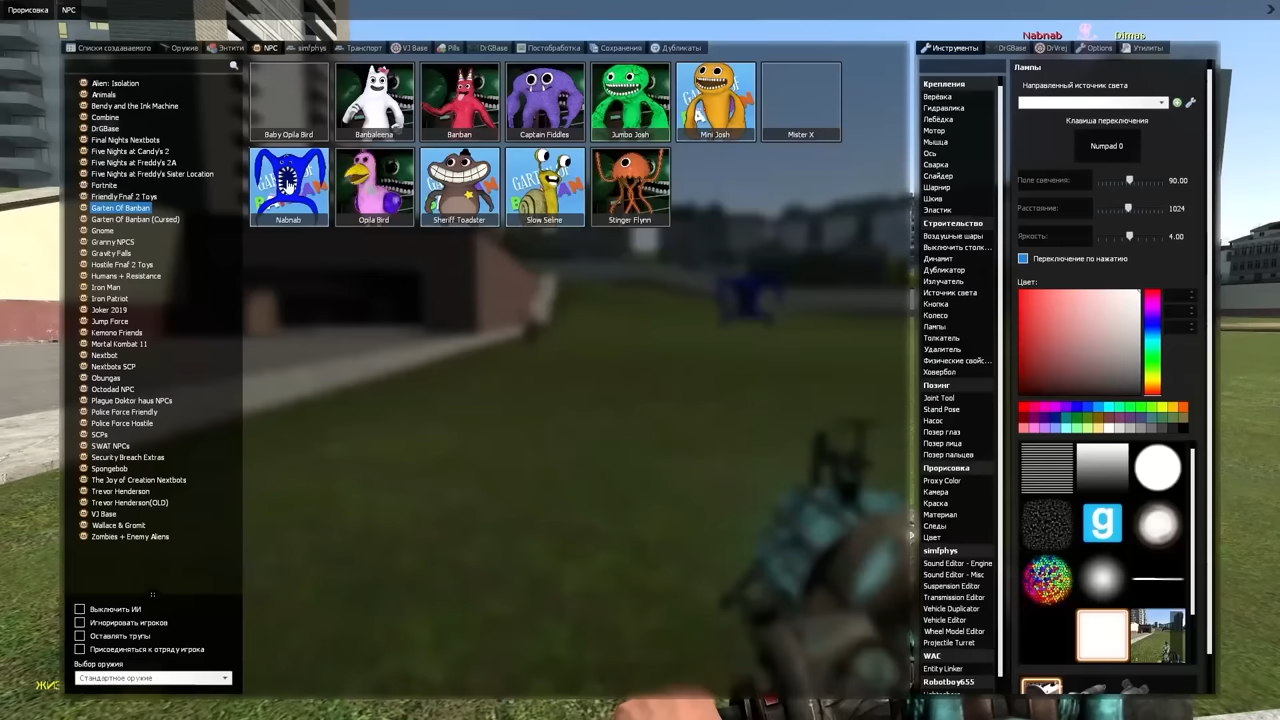 Прорисовка NPC
Nabnab Dimas
Списки создаваемого Оружие Энтити NPC simfphys Транспорт VJ Base Pills DrGBase Постобработка Сохранения Дубликаты
Инструменты DrGBase DrVrej Options Утилиты
Alien: Isolation
Animals
Bendy and the Ink Machine
Combine
DrGBase
Final Nights Nextbots
Five Nights at Candy's 2
Five Nights at Freddy's 2A
Five Nights at Freddy's Sister Location
Fortnite
Friendly Fnaf 2 Toys
Garten Of Banban
Garten Of Banban (Cursed)
Gnome
Granny NPCS
Gravity Falls
Hostile Fnaf 2 Toys
Humans + Resistance
Iron Man
Iron Patriot
Joker 2019
Jump Force
Kemono Friends
Mortal Kombat 11
Nextbot
Nextbots SCP
Obungas
Octodad NPC
Plague Doktor haus NPCs
Police Force Friendly
Police Force Hostile
SCPs
SWAT NPCs
Security Breach Extras
Spongebob
The Joy of Creation Nextbots
Trevor Henderson
Trevor Henderson(OLD)
VJ Base
Wallace & Gromit
Zombies + Enemy Aliens
Выключить ИИ
Игнорировать игроков
Оставлять трупы
Присоединяться к отряду игрока
Выбор оружия
Стандартное оружие
Baby Opila Bird Banbaleena Banban Captain Fiddles Jumbo Josh Mini Josh Mister X
Nabnab Opila Bird Sheriff Toadster Slow Seline Stinger Flynn
Крепления
Верёвка
Гидравлика
Лебёдка
Мотор
Мышца
Ось
Сварка
Слайдер
Шарнир
Шкив
Эластик
Строительство
Воздушные шары
Выключить столк...
Динамит
Дубликатор
Излучатель
Источник света
Кнопка
Колесо
Лампы
Толкатель
Удалитель
Физические свойс...
Ховербол
Позинг
Joint Tool
Stand Pose
Насос
Позер глаз
Позер лица
Позер пальцев
Прорисовка
Proxy Color
Камера
Краска
Материал
Следы
Цвет
simfphys
Sound Editor - Engine
Sound Editor - Misc
Suspension Editor
Transmission Editor
Vehicle Duplicator
Vehicle Editor
Wheel Model Editor
Projectile Turret
WAC
Entity Linker
Robotboy655
Лампы
Направленный источник света
Клавиша переключения
Numpad 0
Поле свечения: 90.00
Расстояние: 1024
Яркость: 4.00
Переключение по нажатию
Цвет:
g